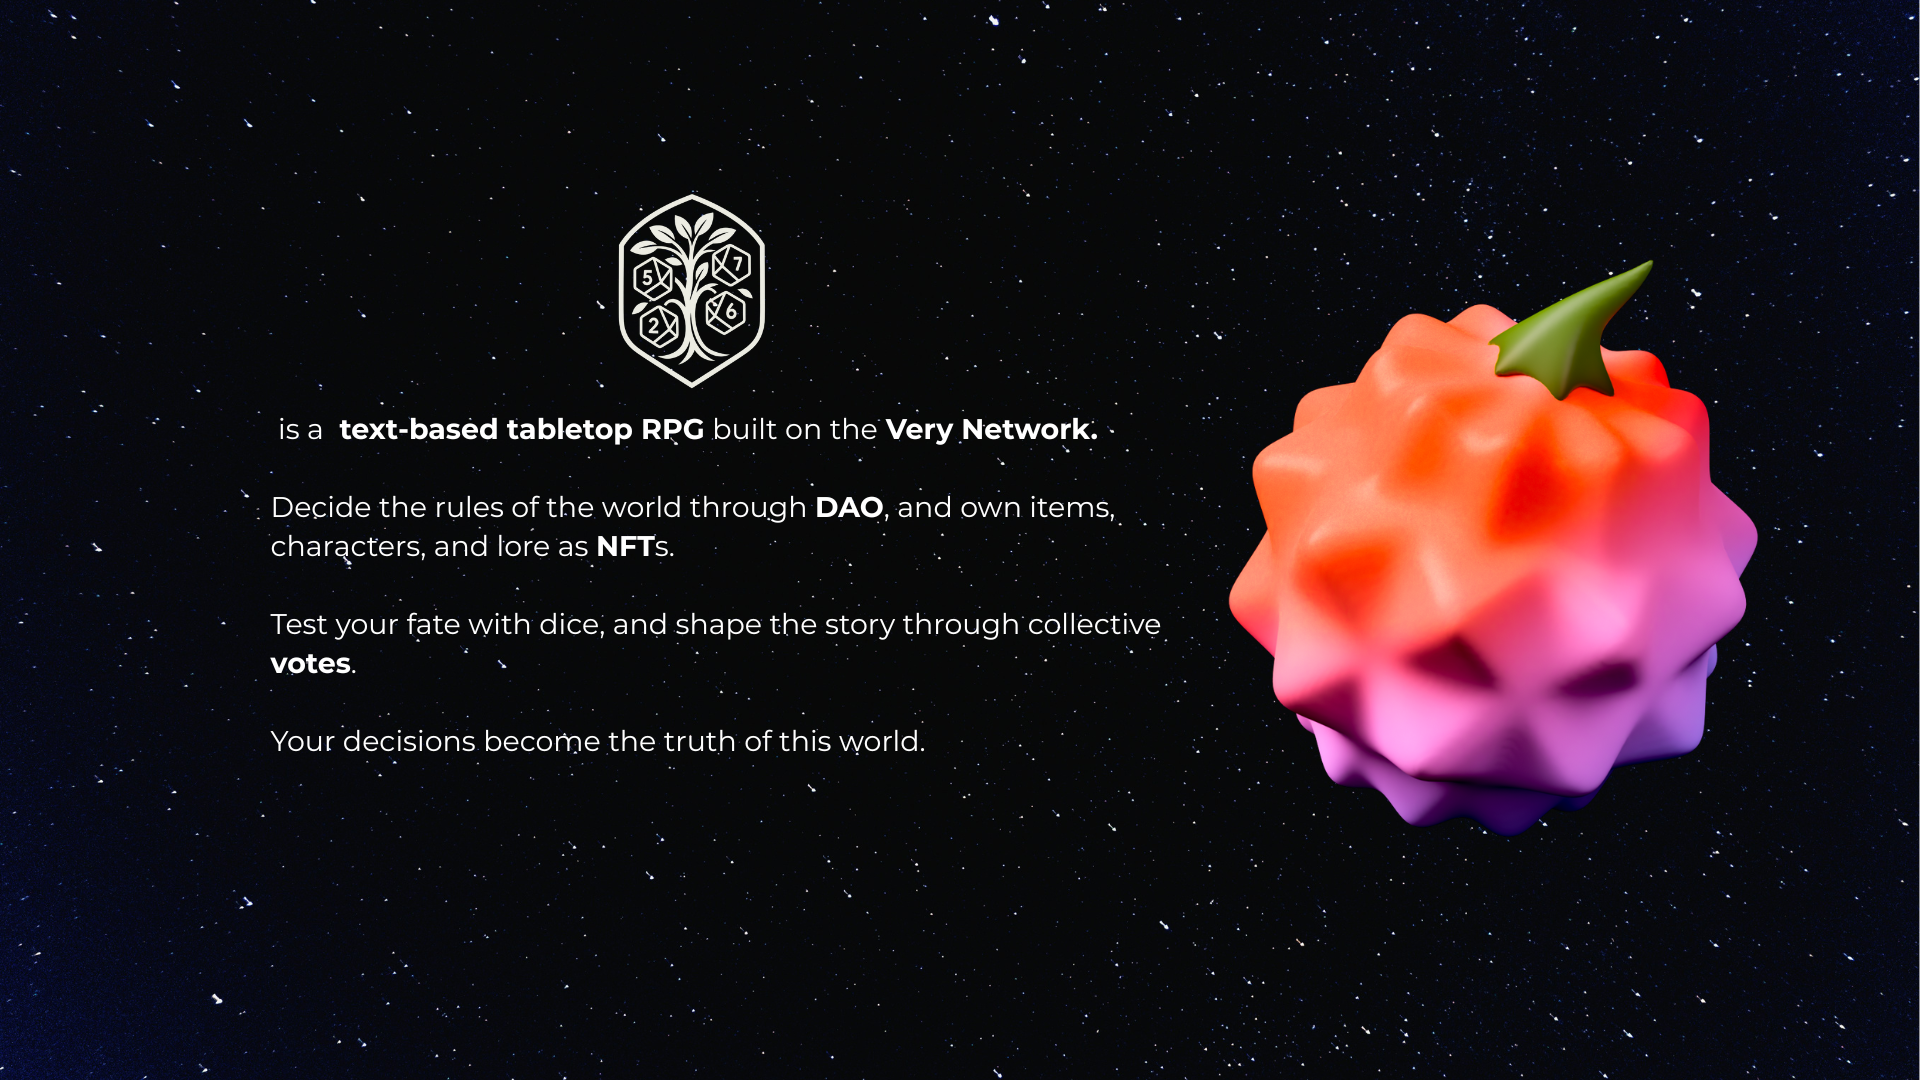 5
7
2
6
is a text-based tabletop RPG built on the Very Network.
Decide the rules of the world through DAO, and own items,
characters, and lore as NFTs.
Test your fate with dice, and shape the story through collective
votes.
Your decisions become the truth of this world.